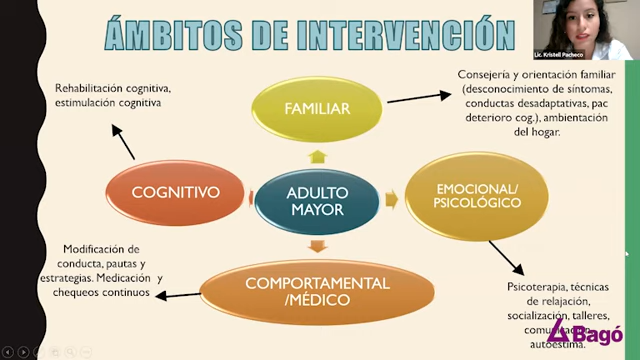 ÁMBITOS DE INTERVENCIÓN
Lic. Kristell Pacheco
Rehabilitación cognitiva,
estimulación cognitiva
FAMILIAR
Consejería y orientación familiar
(desconocimiento de síntomas,
conductas desadaptativas, pac
deterioro cog.), ambientación
del hogar.
COGNITIVO
ADULTO
MAYOR
EMOCIONAL/
PSICOLÓGICO
Modificación de
conducta, pautas y
estrategias. Medicación y
chequeos continuos
COMPORTAMENTAL
/MÉDICO
Psicoterapia, técnicas
de relajación,
socialización, talleres,
autoestima.
Bagó